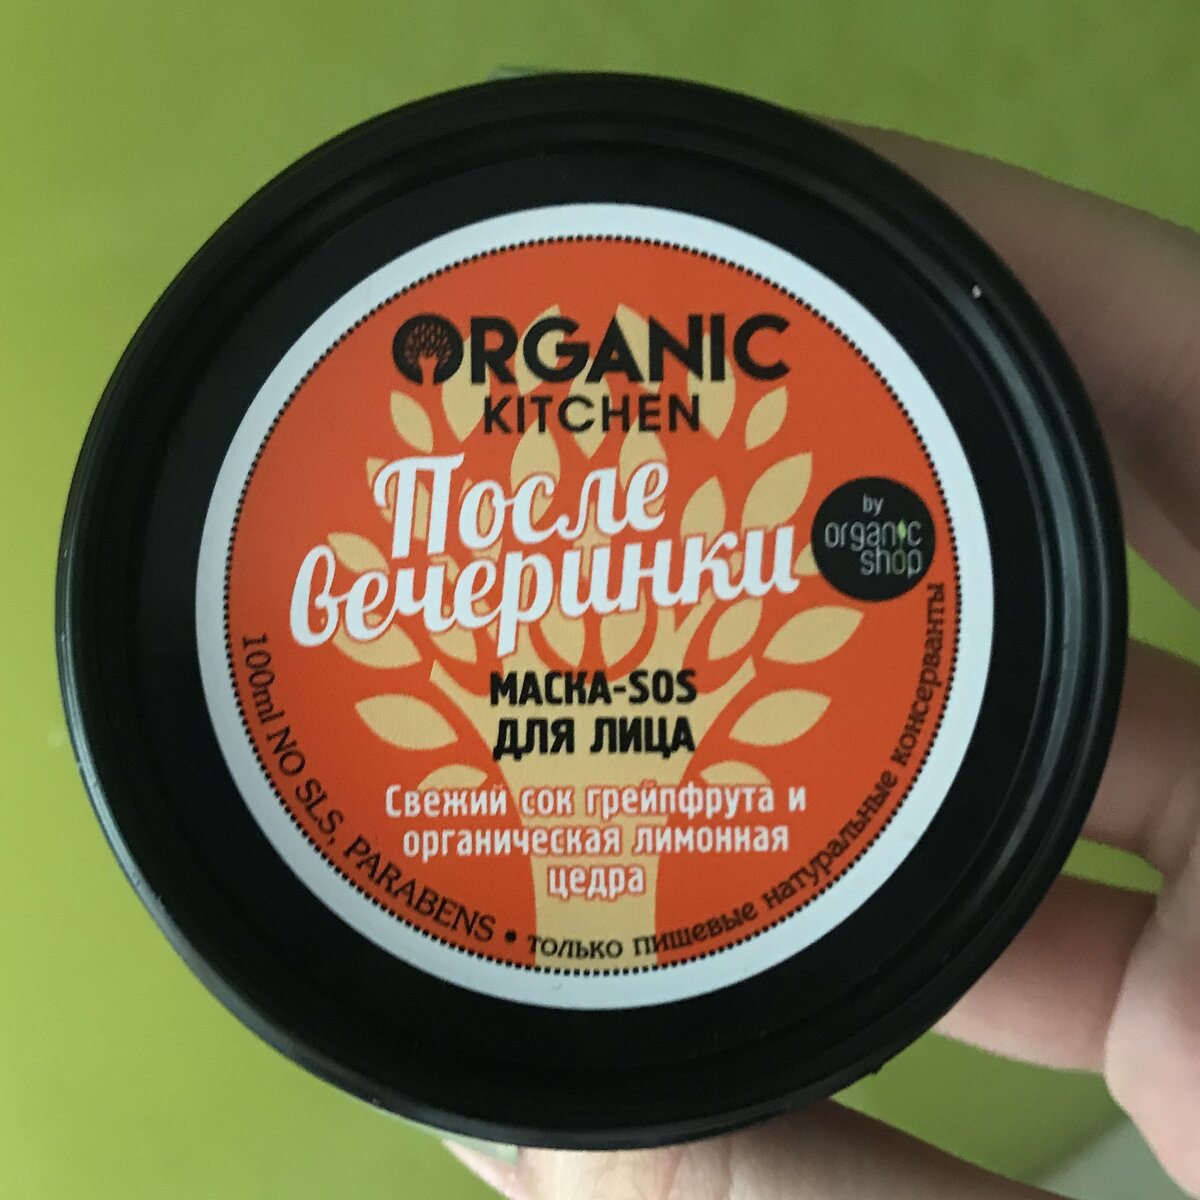 ORGANIC
KITCHEN
После
вечеринки
by
organic
shop
МАСКА-SOS
ДЛЯ ЛИЦА
Свежий сок грейпфрута и
органическая лимонная
цедра
100ml NO SLS, PARABENS • только пищевые натуральные консерванты